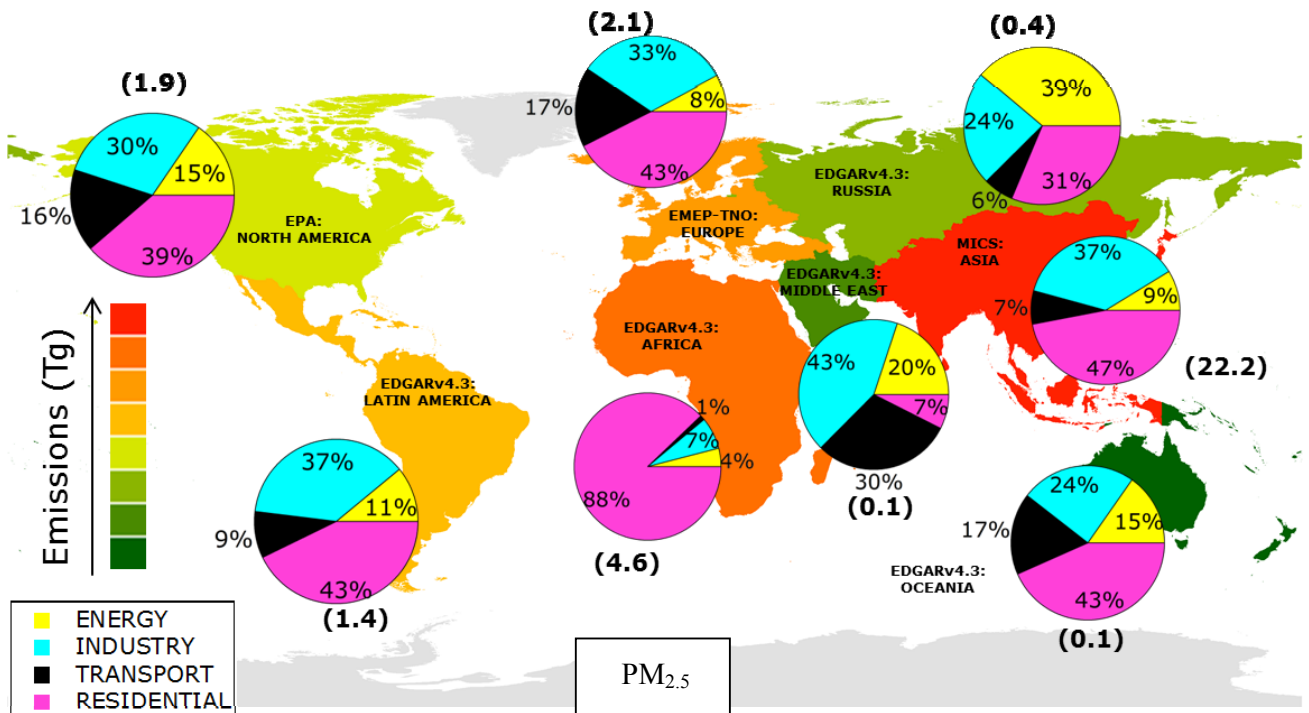 (1.9)
30%
15%
16%
39%
EPA:
NORTH AMERICA
(2.1)
33%
8%
17%
43%
EMEP-TNO:
EUROPE
(0.4)
39%
24%
6%
31%
EDGARv4.3:
RUSSIA
MICS:
ASIA
37%
9%
7%
47%
(22.2)
EDGARv4.3:
MIDDLE EAST
43%
20%
7%
30%
(0.1)
EDGARv4.3:
AFRICA
1%
7%
4%
88%
(4.6)
EDGARv4.3:
LATIN AMERICA
37%
11%
9%
43%
(1.4)
24%
15%
17%
43%
EDGARv4.3:
OCEANIA
(0.1)
Emissions (Tg)
ENERGY
INDUSTRY
TRANSPORT
RESIDENTIAL
PM2.5